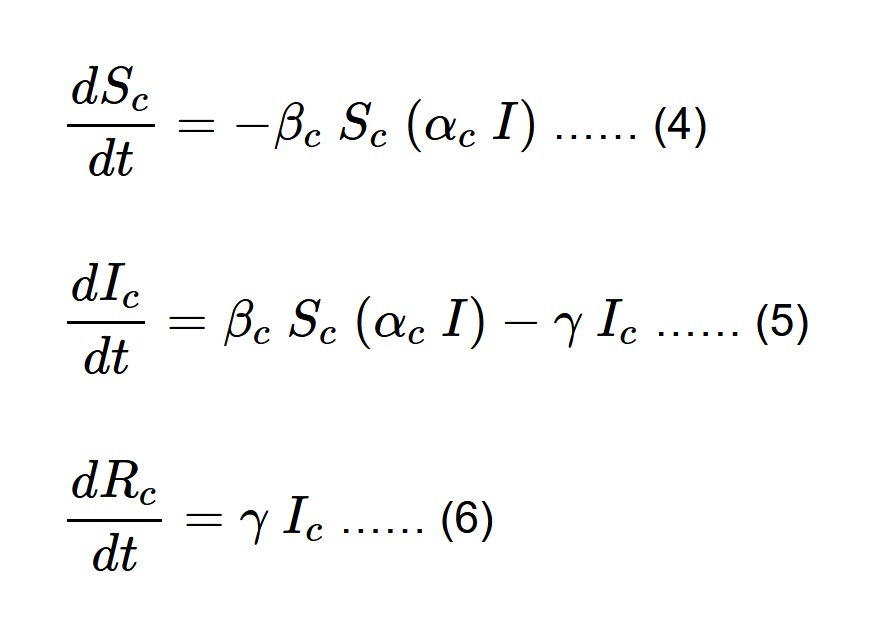 dS_c/dt = −β_c S_c (α_c I) …… (4)
dI_c/dt = β_c S_c (α_c I) − γ I_c …… (5)
dR_c/dt = γ I_c …… (6)